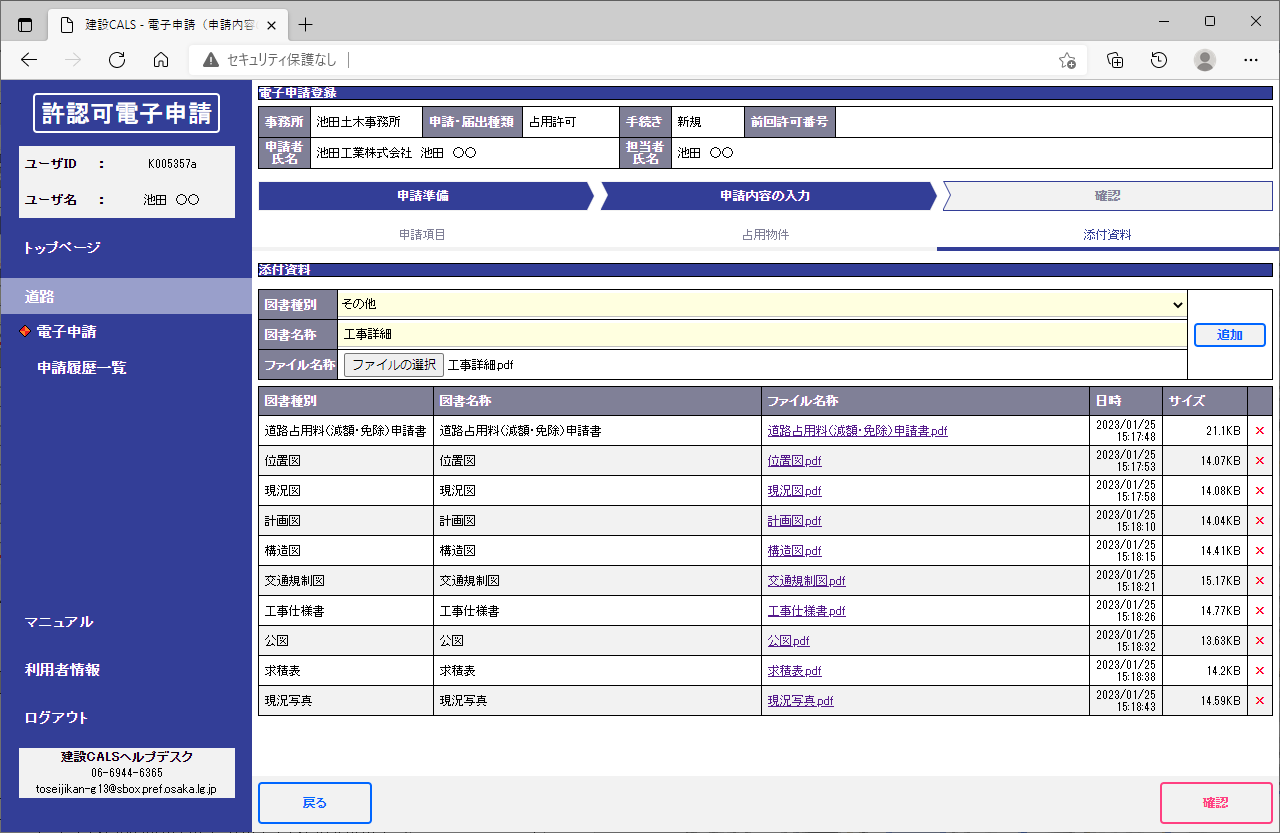 建設CALS - 電子申請（申請内容
セキュリティ保護なし
許認可電子申請
ユーザID ： K005357a
ユーザ名 ： 池田 〇〇
トップページ
道路
電子申請
申請履歴一覧
マニュアル
利用者情報
ログアウト
建設CALSヘルプデスク
06-6944-6365
toseijikan-g13@sbox.pref.osaka.lg.jp
電子申請登録
事務所 池田土木事務所 申請・届出種類 占用許可 手続き 新規 前回許可番号
申請者氏名 池田工業株式会社 池田 〇〇 担当者氏名 池田 〇〇
申請準備 申請内容の入力 確認
申請項目 占用物件 添付資料
添付資料
図書種別 その他
図書名称 工事詳細
追加
ファイル名称 ファイルの選択 工事詳細.pdf
図書種別 図書名称 ファイル名称 日時 サイズ
道路占用料（減額・免除）申請書 道路占用料（減額・免除）申請書 道路占用料（減額・免除）申請書.pdf 2023/01/25 15:17:48 21.1KB ×
位置図 位置図 位置図.pdf 2023/01/25 15:17:53 14.07KB ×
現況図 現況図 現況図.pdf 2023/01/25 15:17:58 14.08KB ×
計画図 計画図 計画図.pdf 2023/01/25 15:18:10 14.04KB ×
構造図 構造図 構造図.pdf 2023/01/25 15:18:15 14.41KB ×
交通規制図 交通規制図 交通規制図.pdf 2023/01/25 15:18:21 15.17KB ×
工事仕様書 工事仕様書 工事仕様書.pdf 2023/01/25 15:18:26 14.77KB ×
公図 公図 公図.pdf 2023/01/25 15:18:32 13.63KB ×
求積表 求積表 求積表.pdf 2023/01/25 15:18:38 14.2KB ×
現況写真 現況写真 現況写真.pdf 2023/01/25 15:18:43 14.59KB ×
戻る 確認